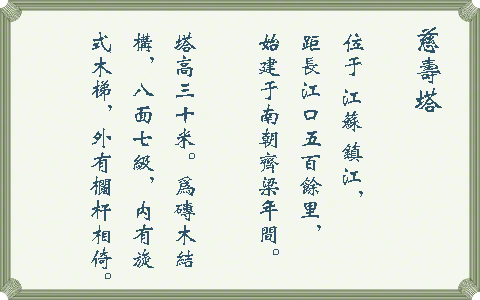 慈壽塔
位于江蘇鎮江，
距長江口五百餘里，
始建于南朝齊梁年間。
塔高三十米。為磚木結
構，八面七級，內有旋
式木梯，外有欄杆相倚。